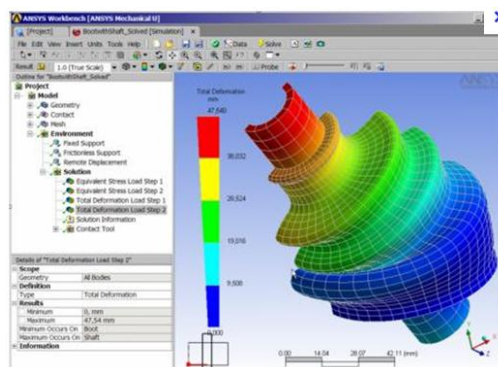 ANSYS Workbench [ANSYS Mechanical U]
[Project] BootwithShaft_Solved [Simulation]
File Edit View Insert Units Tools Help Data Solve
Result 1.0 (True Scale) Probe
Outline for "BootwithShaft_Solved"
Project
Model
Geometry
Contact
Mesh
Environment
Fixed Support
Frictionless Support
Remote Displacement
Solution
Equivalent Stress Load Step 1
Equivalent Stress Load Step 2
Total Deformation Load Step 1
Total Deformation Load Step 2
Solution Information
Contact Tool
Details of "Total Deformation Load Step 2"
Scope
Geometry All Bodies
Definition
Type Total Deformation
Results
Minimum 0, mm
Maximum 47,54 mm
Minimum Occurs On Boot
Maximum Occurs On Shaft
Information
Total Deformation
mm
38,032
28,524
19,016
9,508
0,000
0.00 14.04 28.07 42.11 (mm)
Y
X
Z